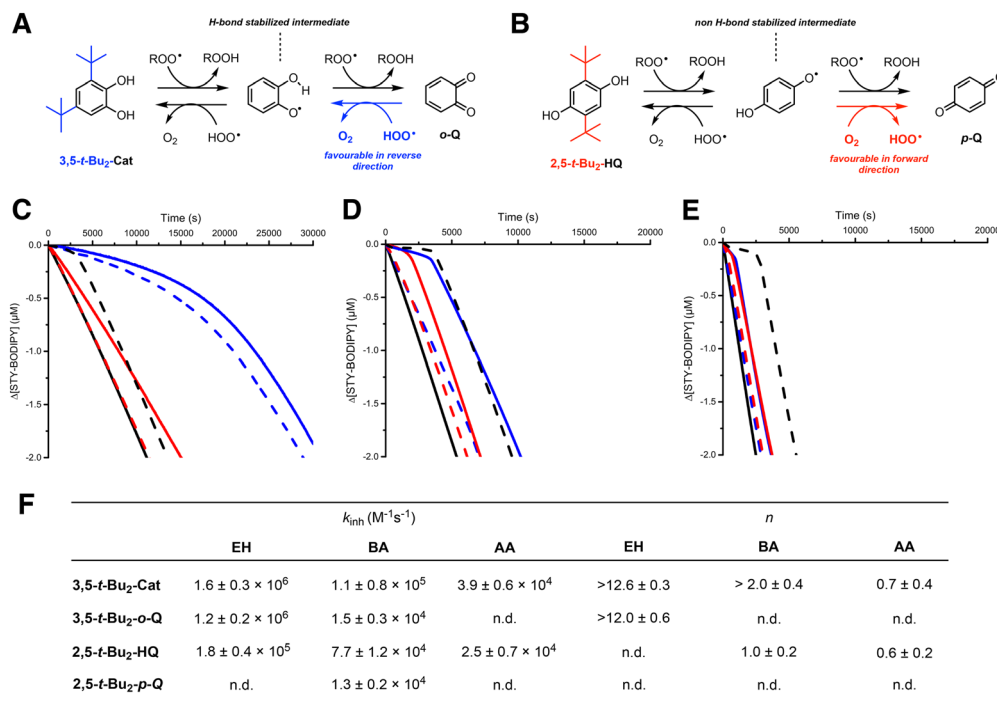 A
H-bond stabilized intermediate
ROO• ROOH
ROO• ROOH
OH
OH
O
H
O•
O
O
O2 HOO•
O2 HOO•
3,5-t-Bu2-Cat
o-Q
favourable in reverse
direction
B
non H-bond stabilized intermediate
ROO• ROOH
ROO• ROOH
OH
HO
O•
HO
O
O
O2 HOO•
O2 HOO•
2,5-t-Bu2-HQ
p-Q
favourable in forward
direction
C
Time (s)
0 5000 10000 15000 20000 25000 30000
0.0
-0.5
-1.0
-1.5
-2.0
Δ[STY-BODIPY] (μM)
D
Time (s)
0 5000 10000 15000 20000
0.0
-0.5
-1.0
-1.5
-2.0
Δ[STY-BODIPY] (μM)
E
Time (s)
0 5000 10000 15000 20000
0.0
-0.5
-1.0
-1.5
-2.0
Δ[STY-BODIPY] (μM)
F
kinh (M-1s-1) n
EH BA AA EH BA AA
3,5-t-Bu2-Cat 1.6 ± 0.3 × 10^6 1.1 ± 0.8 × 10^5 3.9 ± 0.6 × 10^4 >12.6 ± 0.3 > 2.0 ± 0.4 0.7 ± 0.4
3,5-t-Bu2-o-Q 1.2 ± 0.2 × 10^6 1.5 ± 0.3 × 10^4 n.d. >12.0 ± 0.6 n.d. n.d.
2,5-t-Bu2-HQ 1.8 ± 0.4 × 10^5 7.7 ± 1.2 × 10^4 2.5 ± 0.7 × 10^4 n.d. 1.0 ± 0.2 0.6 ± 0.2
2,5-t-Bu2-p-Q n.d. 1.3 ± 0.2 × 10^4 n.d. n.d. n.d. n.d.